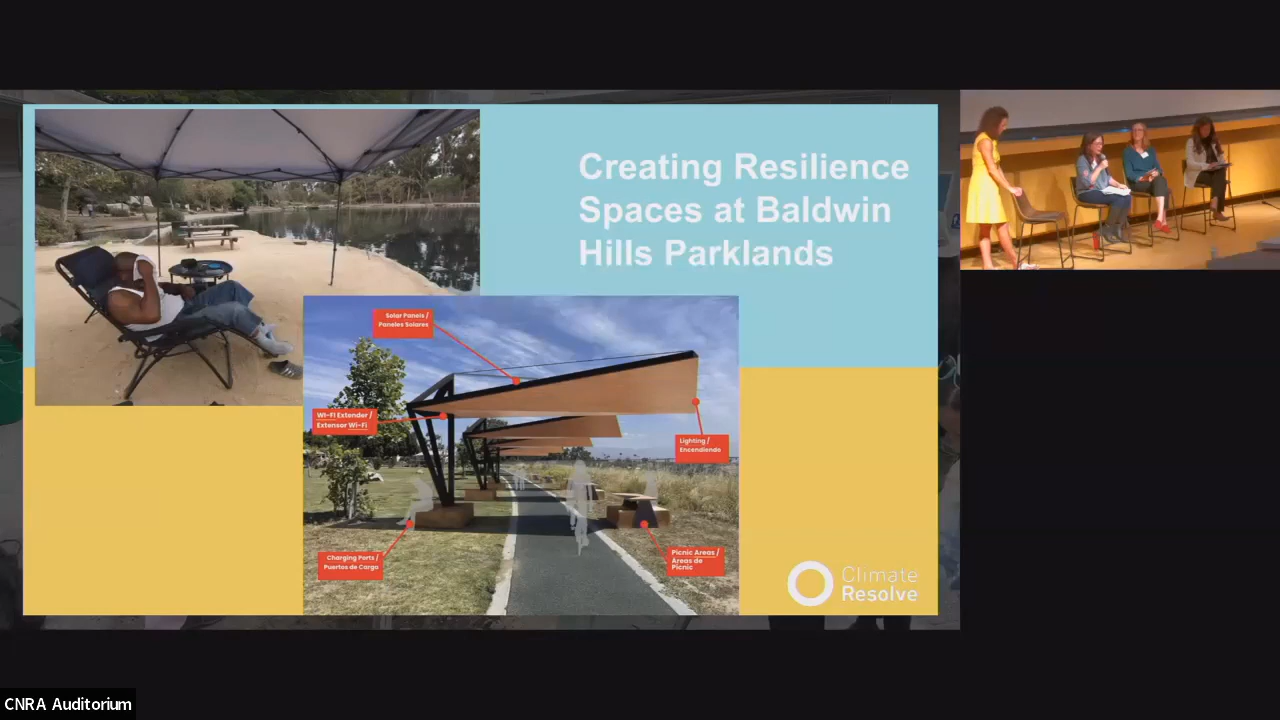 Creating Resilience
Spaces at Baldwin
Hills Parklands
Solar Panels /
Paneles Solares
Wi-Fi Extender /
Extensor Wi-Fi
Lighting /
Encendiendo
Charging Ports /
Puertos de Carga
Picnic Areas /
Áreas de
Picnic
Climate
Resolve
CNRA Auditorium